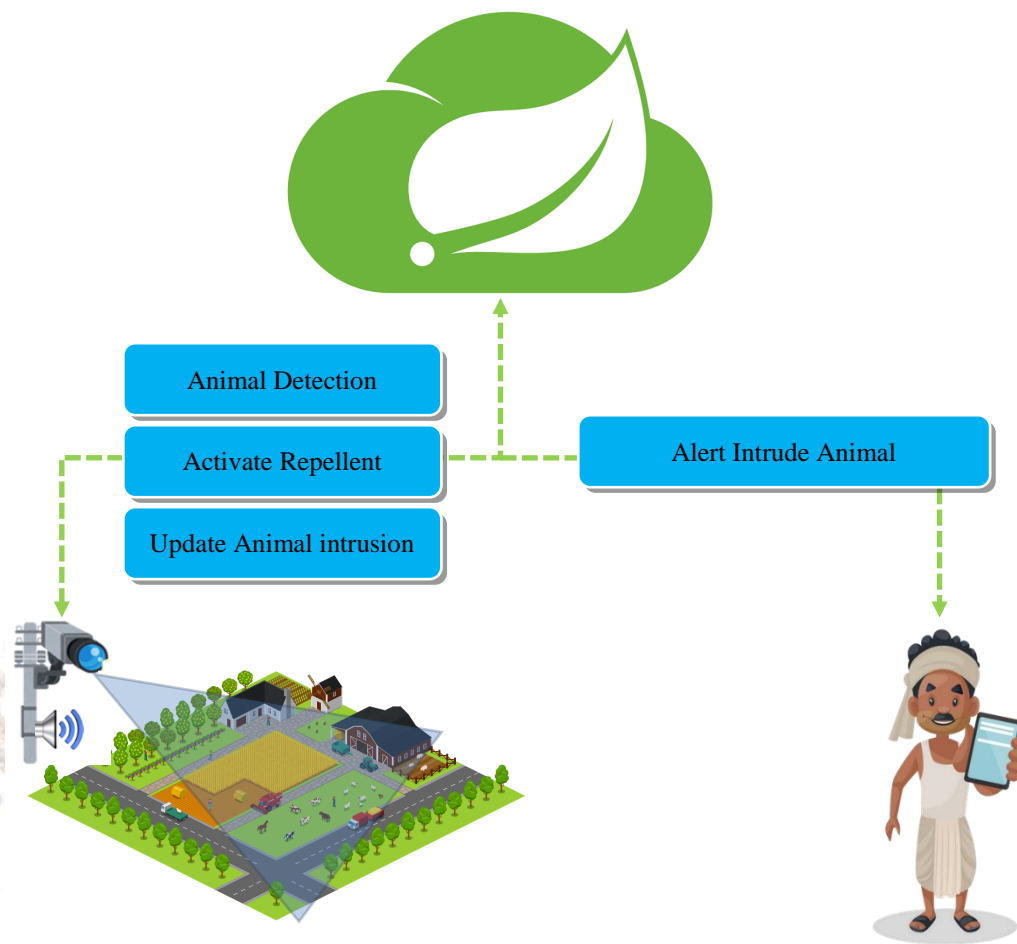 Animal Detection
Activate Repellent
Update Animal intrusion
Alert Intrude Animal